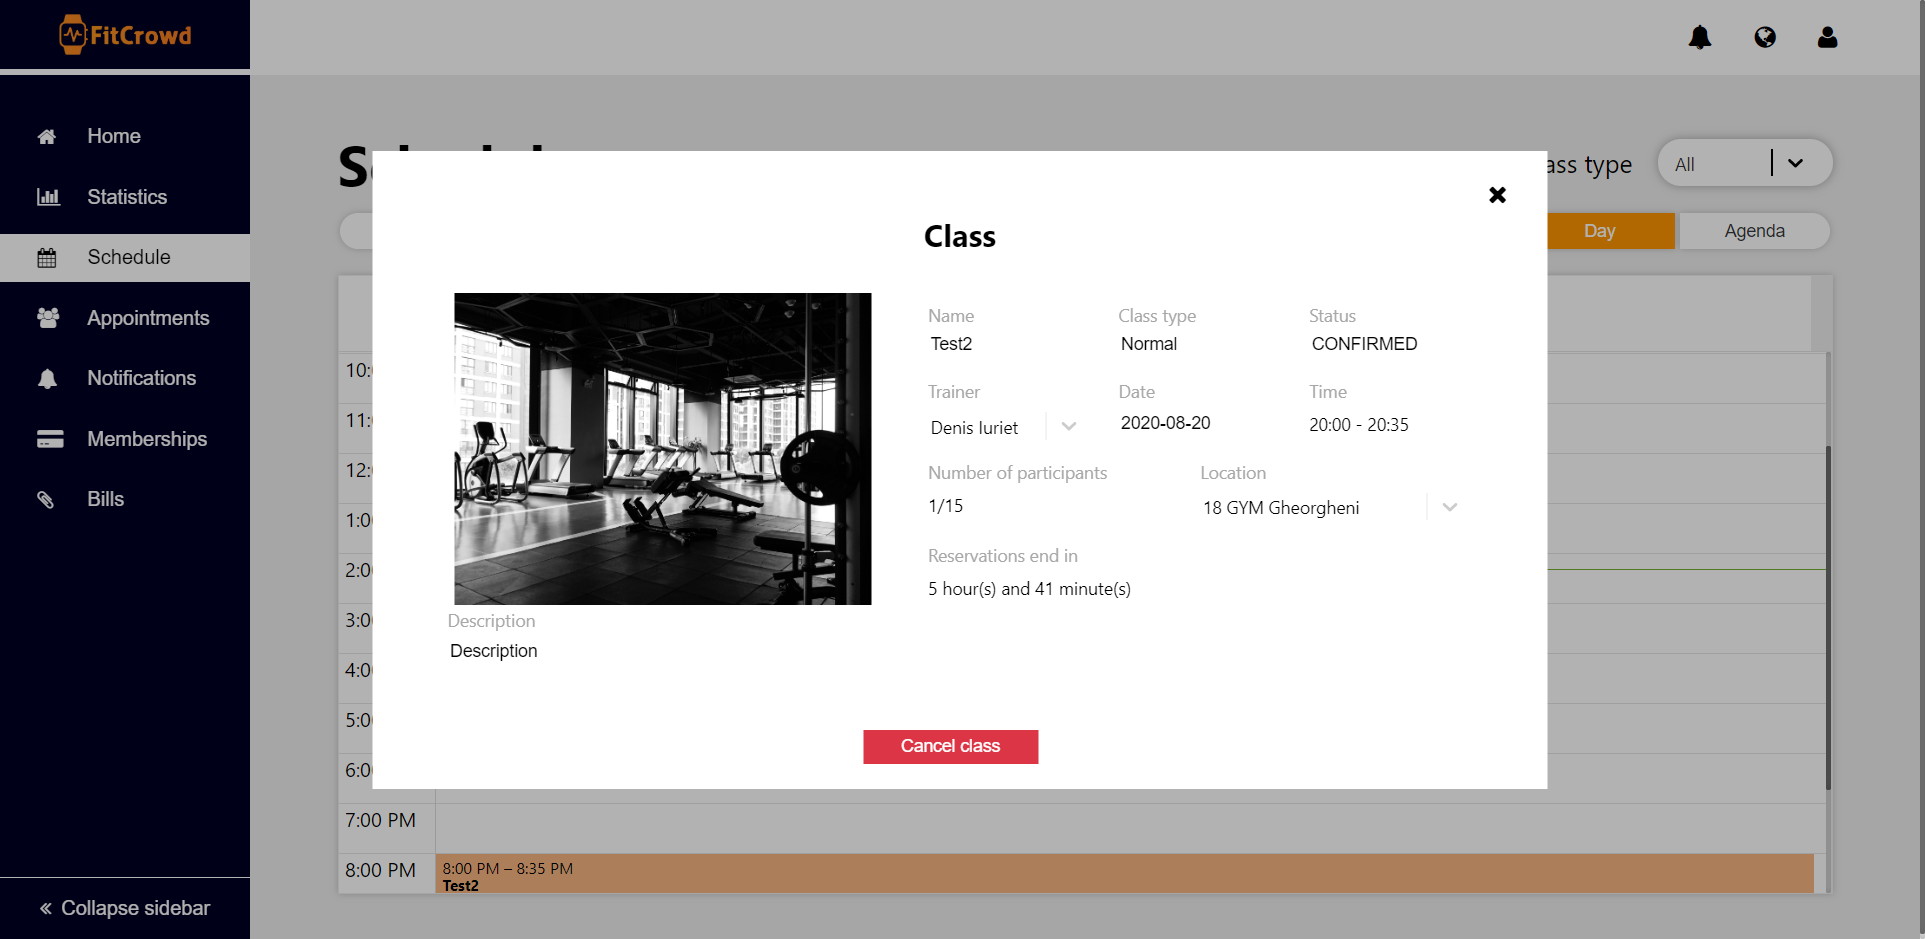 FitCrowd
Home
Statistics
Schedule
Appointments
Notifications
Memberships
Bills
Collapse sidebar
ass type
All
Day
Agenda
Class
Name
Class type
Status
Test2
Normal
CONFIRMED
Trainer
Date
Time
Denis Iuriet
2020-08-20
20:00 - 20:35
Number of participants
Location
1/15
18 GYM Gheorgheni
Reservations end in
5 hour(s) and 41 minute(s)
Description
Description
Cancel class
10:
11:
12:
1:0
2:0
3:0
4:0
5:0
6:0
7:00 PM
8:00 PM
8:00 PM – 8:35 PM
Test2